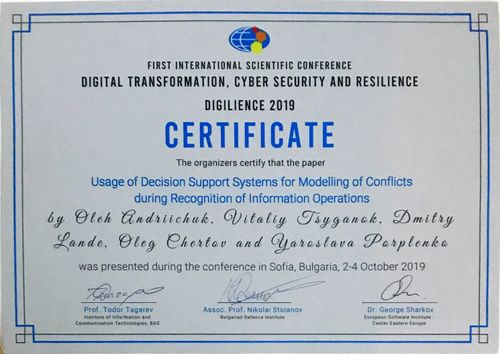 FIRST INTERNATIONAL SCIENTIFIC CONFERENCE
DIGITAL TRANSFORMATION, CYBER SECURITY AND RESILIENCE
DIGILIENCE 2019
CERTIFICATE
The organizers certify that the paper
Usage of Decision Support Systems for Modelling of Conflicts
during Recognition of Information Operations
by Oleh Andriichuk, Vitaliy Tsyganok, Dmitry
Lande, Oleg Chertov and Yaroslava Porplenko
was presented during the conference in Sofia, Bulgaria, 2-4 October 2019
Prof. Todor Tagarev
Institute of Information and
Communication Technologies, BAS
Assoc. Prof. Nikolai Stoianov
Bulgarian Defence Institute
Dr. George Sharkov
European Software Institute
Center Eastern Europe